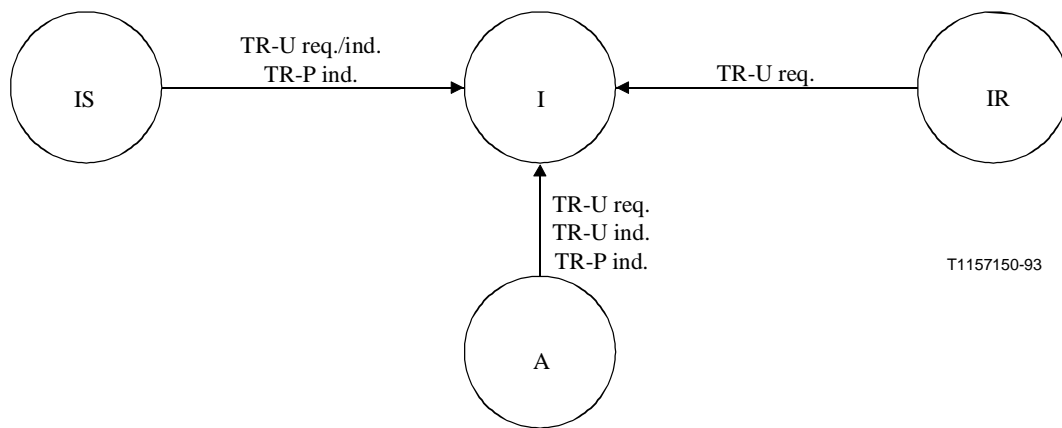 TR-U req./ind.
TR-P ind.
TR-U req.
IS
I
IR
TR-U req.
TR-U ind.
TR-P ind.
T1157150-93
A